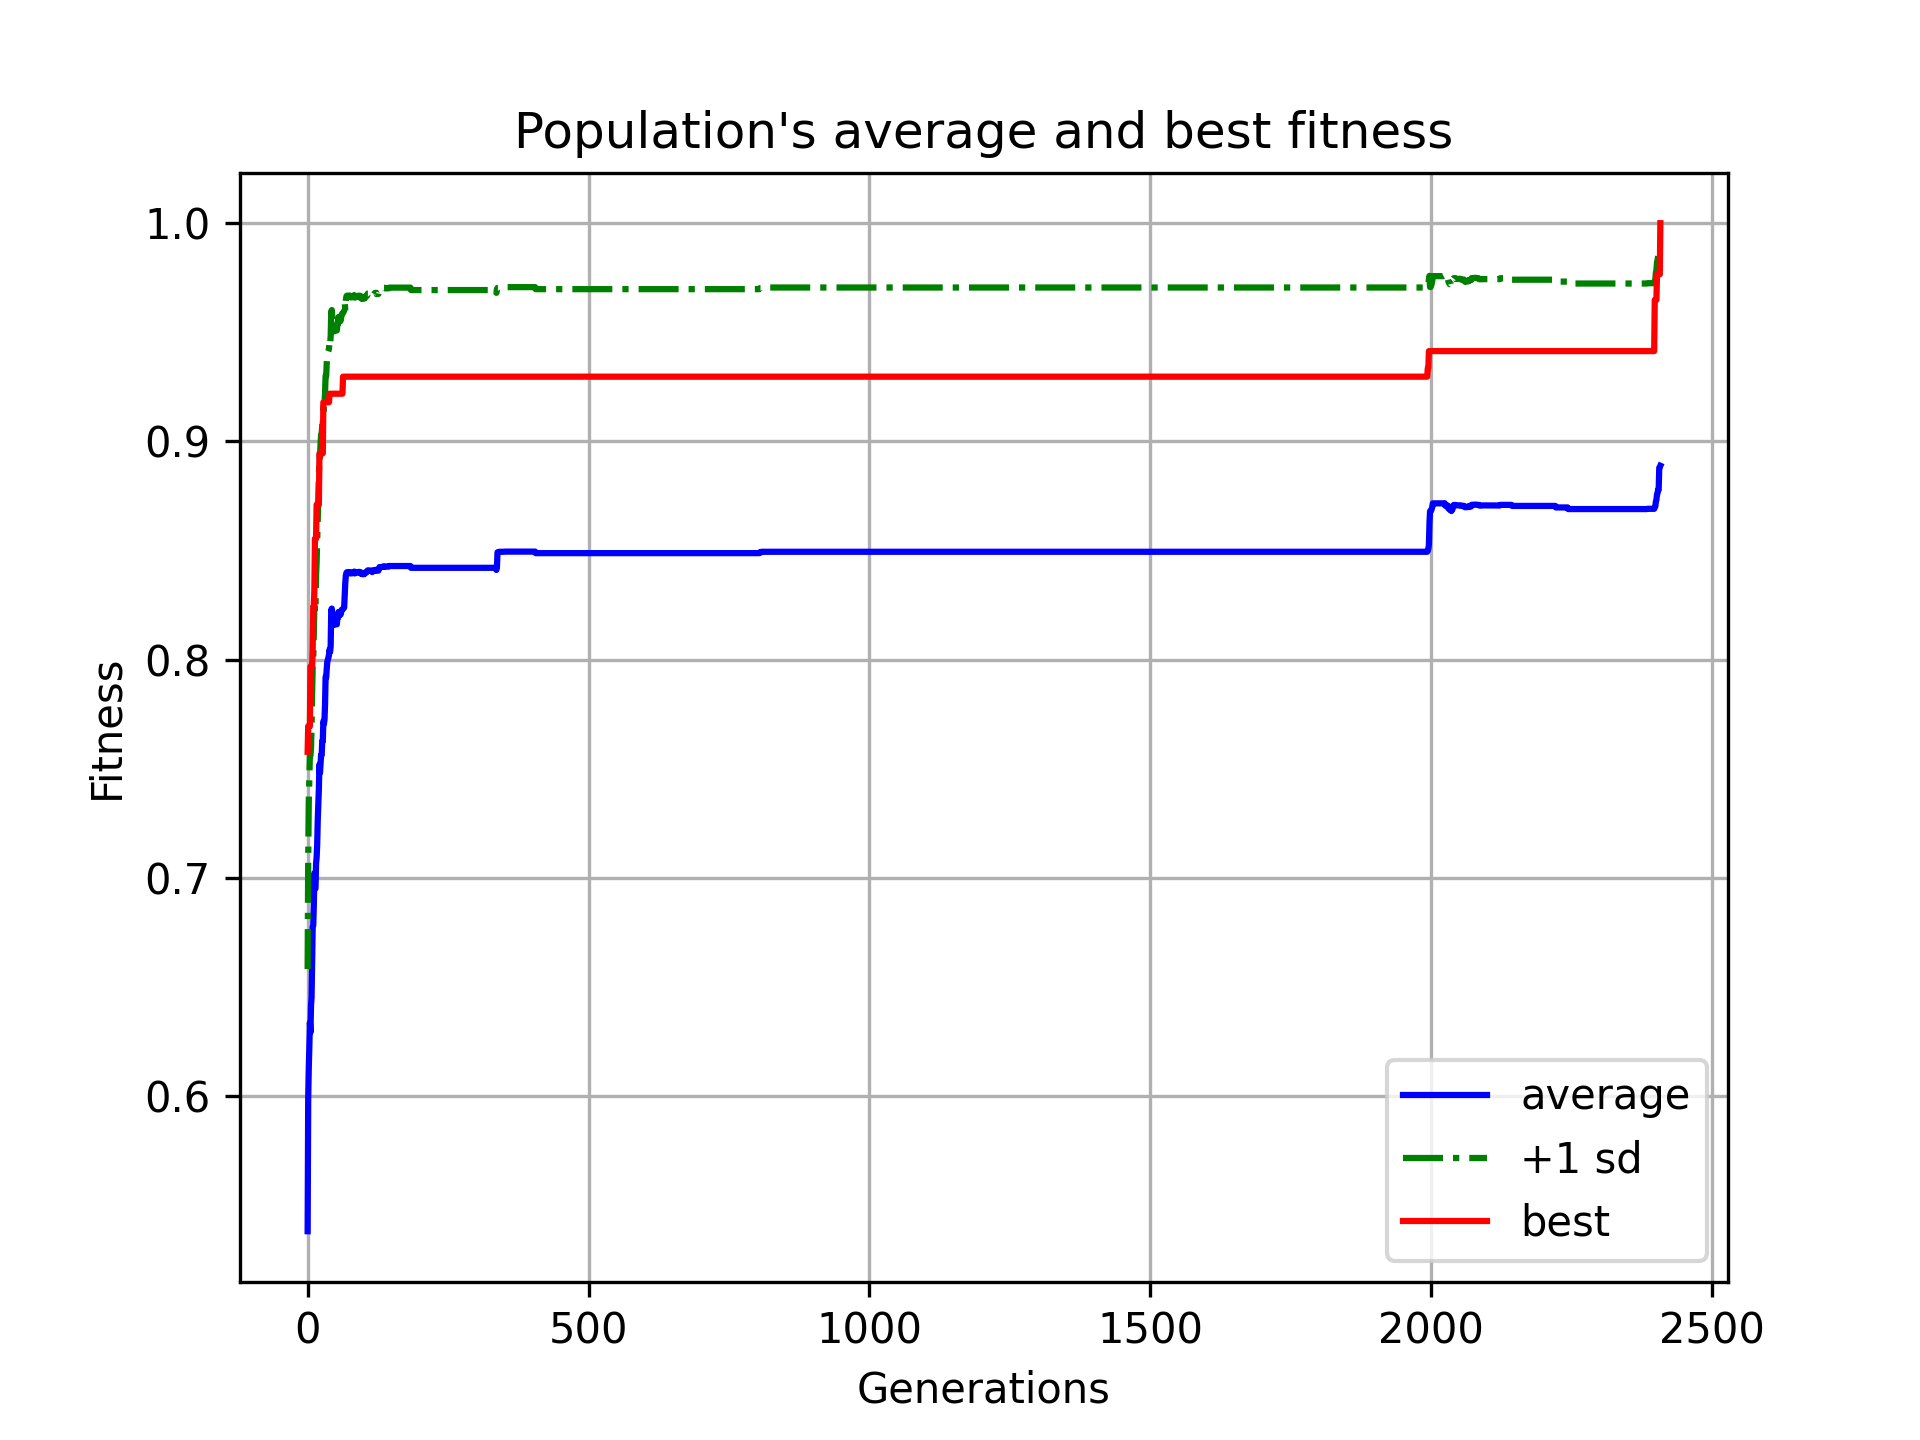 Population's average and best fitness
1.0
0.9
0.8
0.7
0.6
Fitness
average
+1 sd
best
0 500 1000 1500 2000 2500
Generations